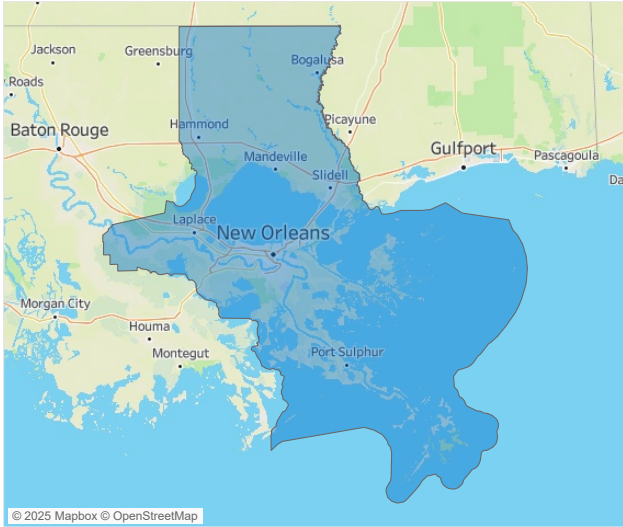 Jackson
Greensburg
Bogalusa
Roads
Picayune
Baton Rouge
Hammond
Gulfport
Mandeville
Pascagoula
Slidell
Da
Laplace
New Orleans
Morgan City
Houma
Montegut
Port Sulphur
© 2025 Mapbox © OpenStreetMap